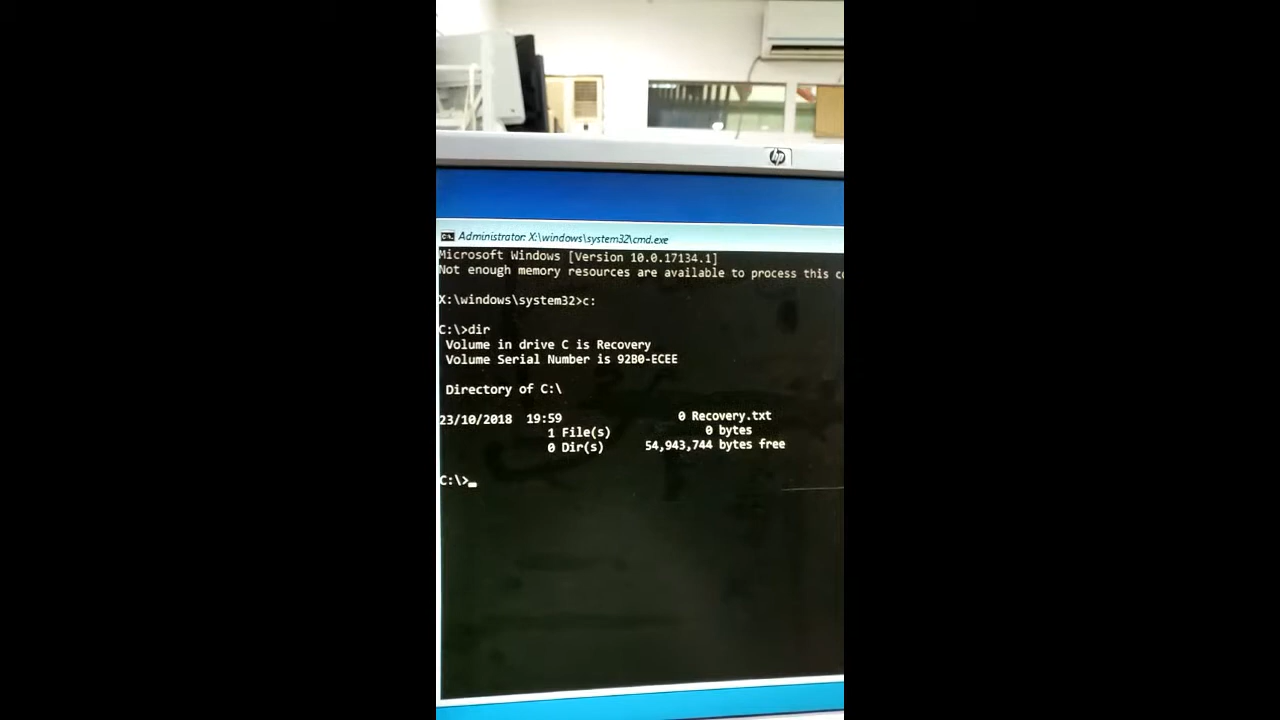 hp
Administrator: X:\windows\system32\cmd.exe
Microsoft Windows [Version 10.0.17134.1]
Not enough memory resources are available to process this
X:\windows\system32>c:
C:\>dir
Volume in drive C is Recovery
Volume Serial Number is 92B0-ECEE
Directory of C:\
23/10/2018 19:59 0 Recovery.txt
1 File(s) 0 bytes
0 Dir(s) 54,943,744 bytes free
C:\>_